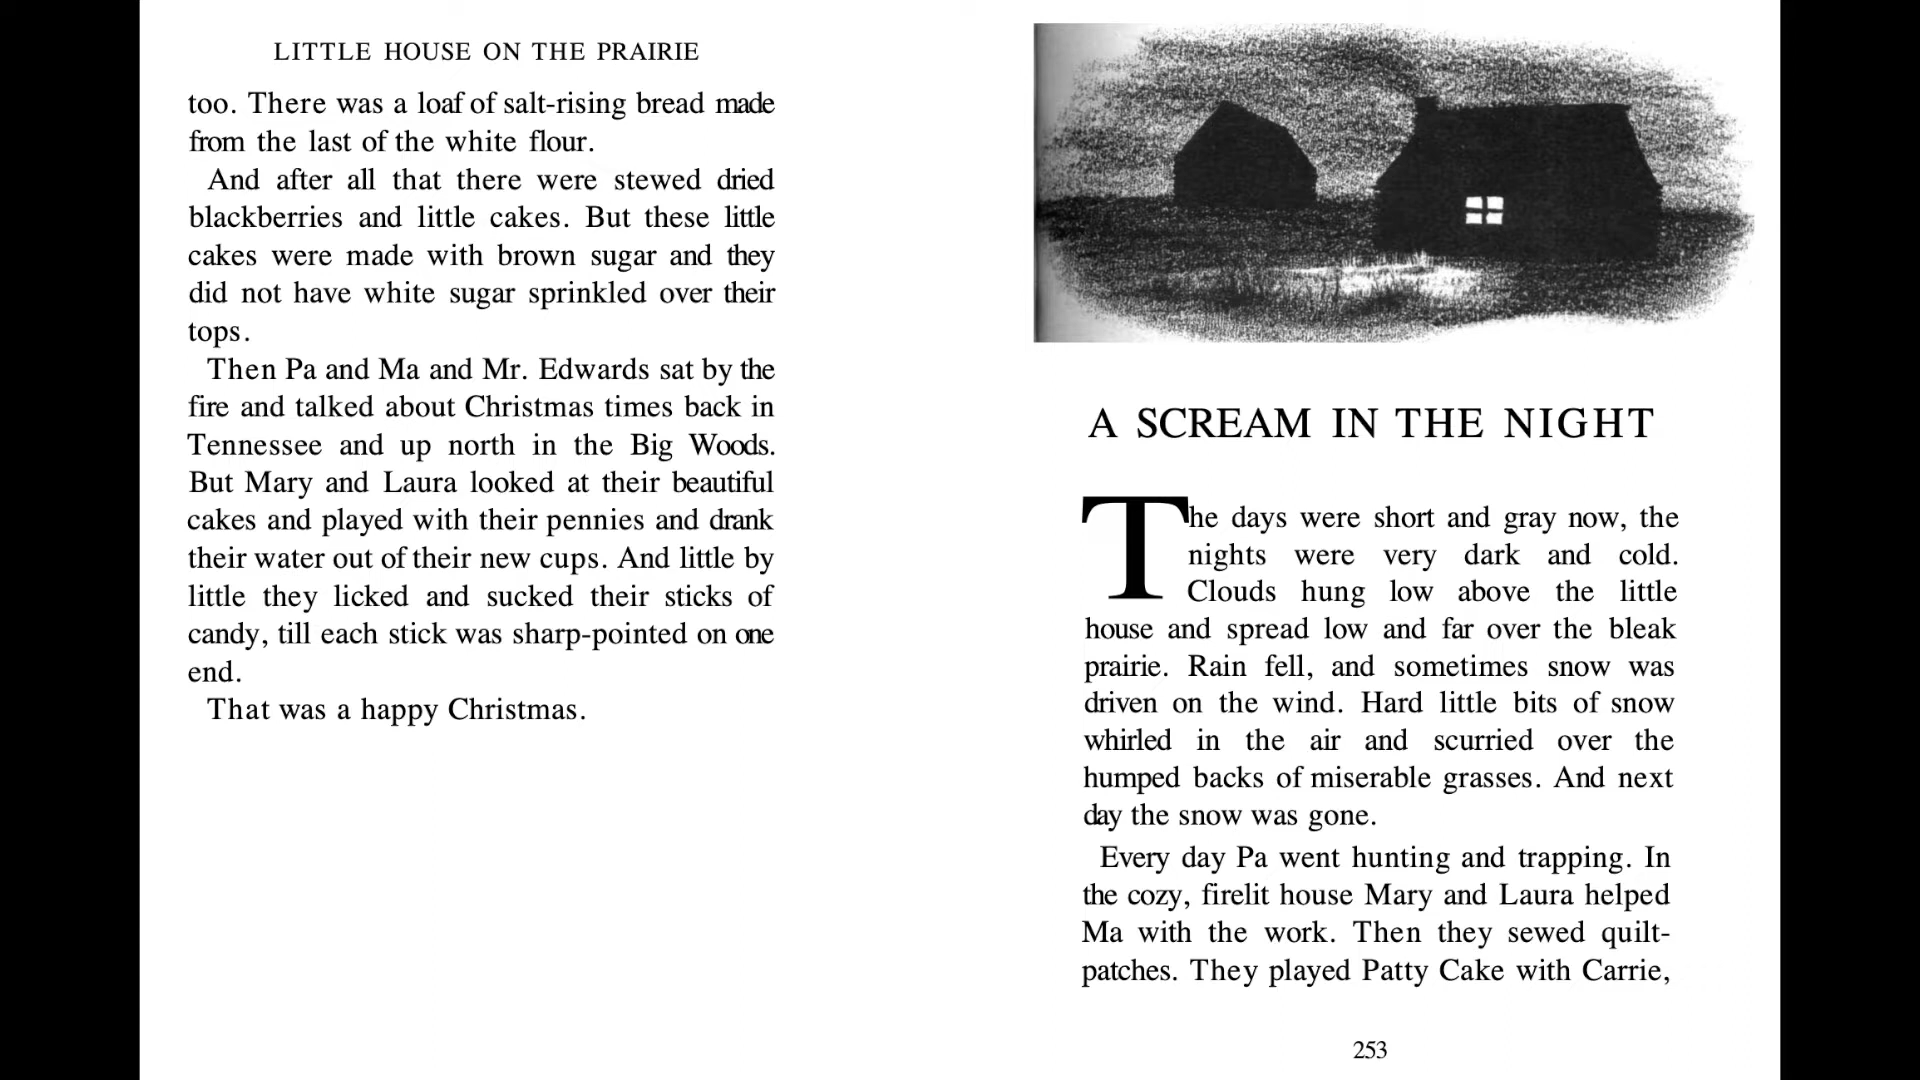 LITTLE HOUSE ON THE PRAIRIE
too. There was a loaf of salt-rising bread made
from the last of the white flour.
And after all that there were stewed dried
blackberries and little cakes. But these little
cakes were made with brown sugar and they
did not have white sugar sprinkled over their
tops.
Then Pa and Ma and Mr. Edwards sat by the
fire and talked about Christmas times back in
Tennessee and up north in the Big Woods.
But Mary and Laura looked at their beautiful
cakes and played with their pennies and drank
their water out of their new cups. And little by
little they licked and sucked their sticks of
candy, till each stick was sharp-pointed on one
end.
That was a happy Christmas.
A SCREAM IN THE NIGHT
The days were short and gray now, the
nights were very dark and cold.
Clouds hung low above the little
house and spread low and far over the bleak
prairie. Rain fell, and sometimes snow was
driven on the wind. Hard little bits of snow
whirled in the air and scurried over the
humped backs of miserable grasses. And next
day the snow was gone.
Every day Pa went hunting and trapping. In
the cozy, firelit house Mary and Laura helped
Ma with the work. Then they sewed quilt-
patches. They played Patty Cake with Carrie,
253